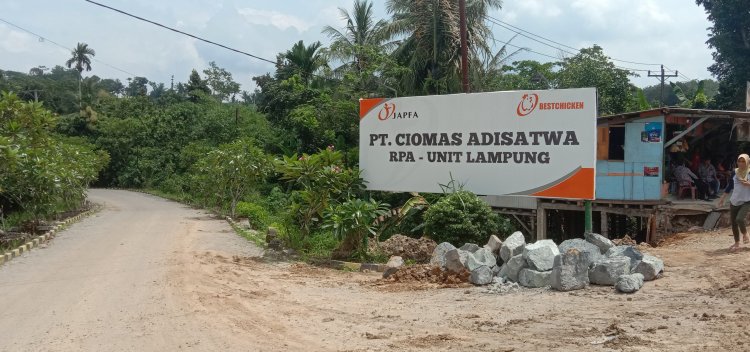 JAPFA
BESTCHICKEN
PT. CIOMAS ADISATWA
RPA - UNIT LAMPUNG